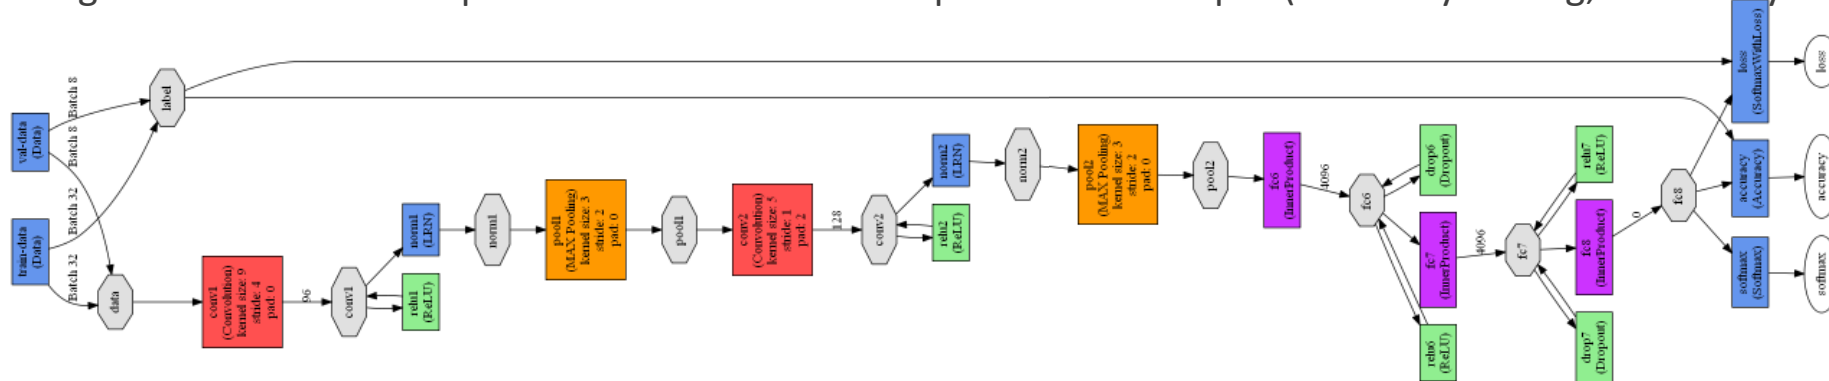 val-data
(Data)
train-data
(Data)
Batch 8
Batch 8
Batch 32
Batch 32
label
data
conv1
(Convolution)
kernel size: 9
stride: 4
pad: 0
96
conv1
norm1
(LRN)
relu1
(ReLU)
norm1
pool1
(MAX Pooling)
kernel size: 3
stride: 2
pad: 0
pool1
conv2
(Convolution)
kernel size: 5
stride: 1
pad: 2
128
conv2
norm2
(LRN)
relu2
(ReLU)
norm2
pool2
(MAX Pooling)
kernel size: 3
stride: 2
pad: 0
pool2
fc6
(InnerProduct)
4096
fc6
drop6
(Dropout)
fc7
(InnerProduct)
relu6
(ReLU)
4096
fc7
relu7
(ReLU)
fc8
(InnerProduct)
drop7
(Dropout)
0
fc8
loss
(SoftmaxWithLoss)
accuracy
(Accuracy)
softmax
(Softmax)
loss
accuracy
softmax